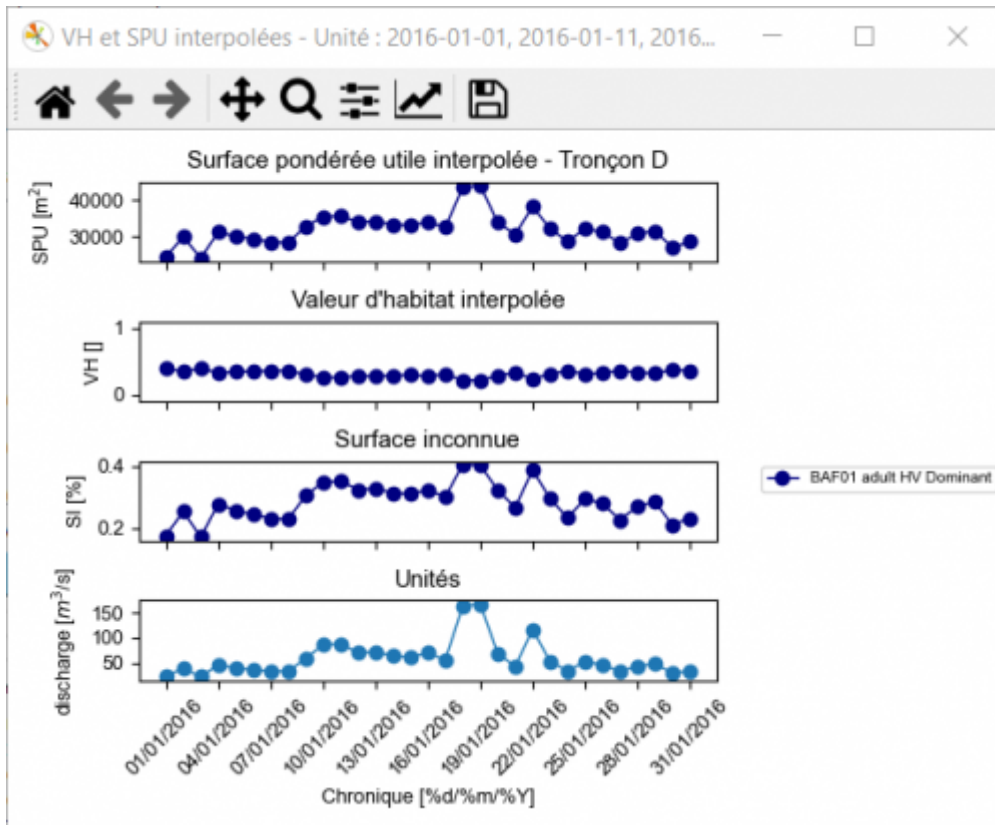 VH et SPU interpolées - Unité : 2016-01-01, 2016-01-11, 2016...
Surface pondérée utile interpolée - Tronçon D
SPU [m²]
40000
30000
Valeur d'habitat interpolée
VH []
1
0
Surface inconnue
SI [%]
0.4
0.2
BAF01 adult HV Dominant
Unités
discharge [m³/s]
150
100
50
01/01/2016
04/01/2016
07/01/2016
10/01/2016
13/01/2016
16/01/2016
19/01/2016
22/01/2016
25/01/2016
28/01/2016
31/01/2016
Chronique [%d/%m/%Y]